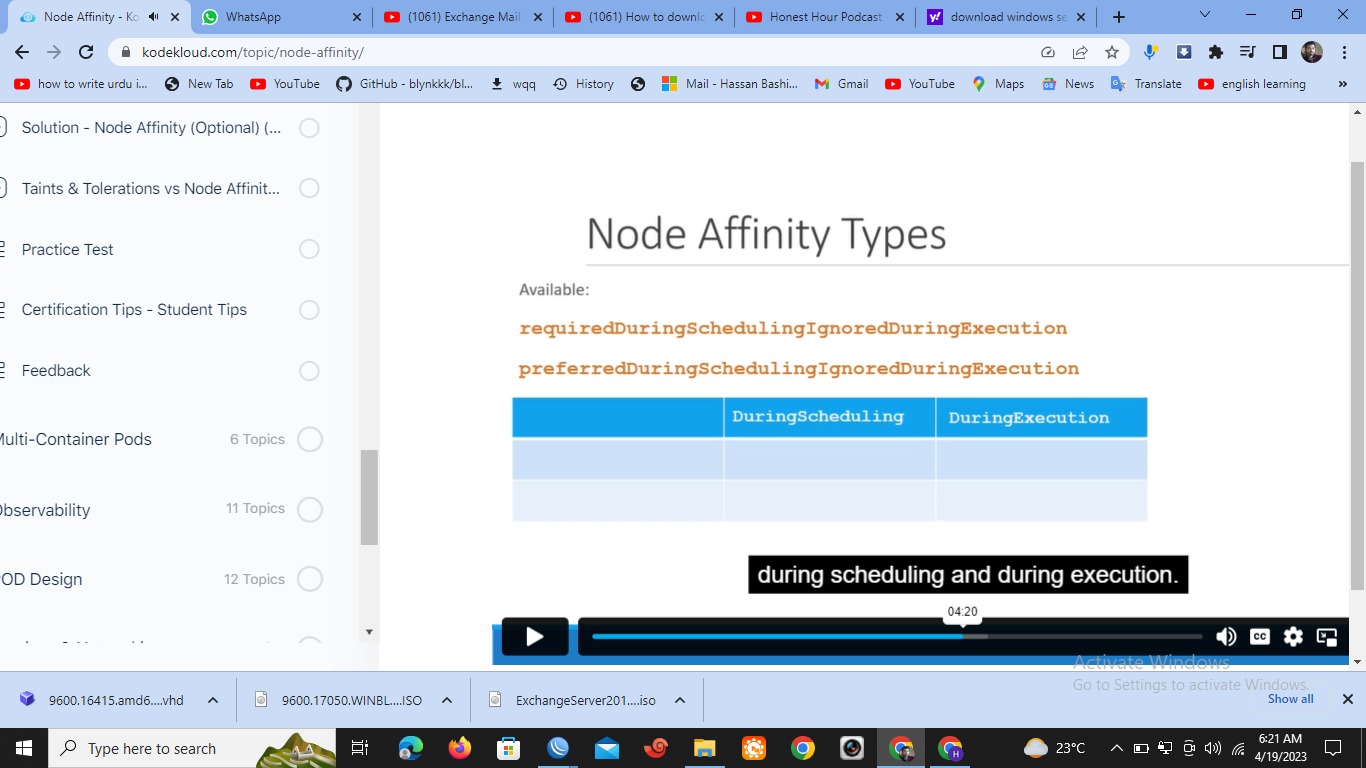 Node Affinity - Ko
WhatsApp
(1061) Exchange Mail
(1061) How to downlo
Honest Hour Podcast
download windows se
kodekloud.com/topic/node-affinity/
how to write urdu i...
New Tab
YouTube
GitHub - blynkkk/bl...
wqq
History
Mail - Hassan Bashi...
Gmail
YouTube
Maps
News
Translate
english learning
»
Solution - Node Affinity (Optional) (...
Taints & Tolerations vs Node Affinit...
Practice Test
Certification Tips - Student Tips
Feedback
Multi-Container Pods
6 Topics
Observability
11 Topics
POD Design
12 Topics
Node Affinity Types
Available:
requiredDuringSchedulingIgnoredDuringExecution
preferredDuringSchedulingIgnoredDuringExecution
DuringScheduling
DuringExecution
during scheduling and during execution.
04:20
CC
Activate Windows
Go to Settings to activate Windows.
9600.16415.amd6....vhd
9600.17050.WINBL....ISO
ExchangeServer201....iso
Show all
Type here to search
23°C
6:21 AM
4/19/2023